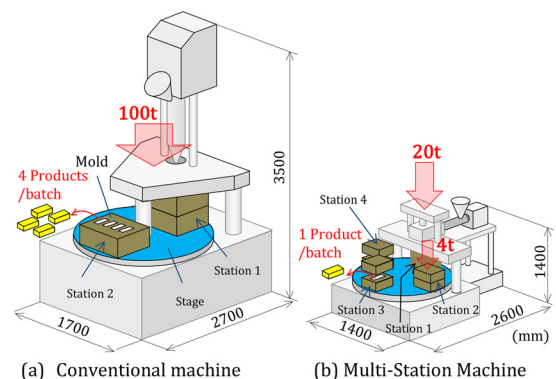 100t
4 Products
/batch
Mold
3500
Station 1
Station 2
Stage
1700
2700
(a) Conventional machine
20t
Station 4
1 Product
/batch
4t
1400
Station 3
Station 1
Station 2
1400
2600
(mm)
(b) Multi-Station Machine